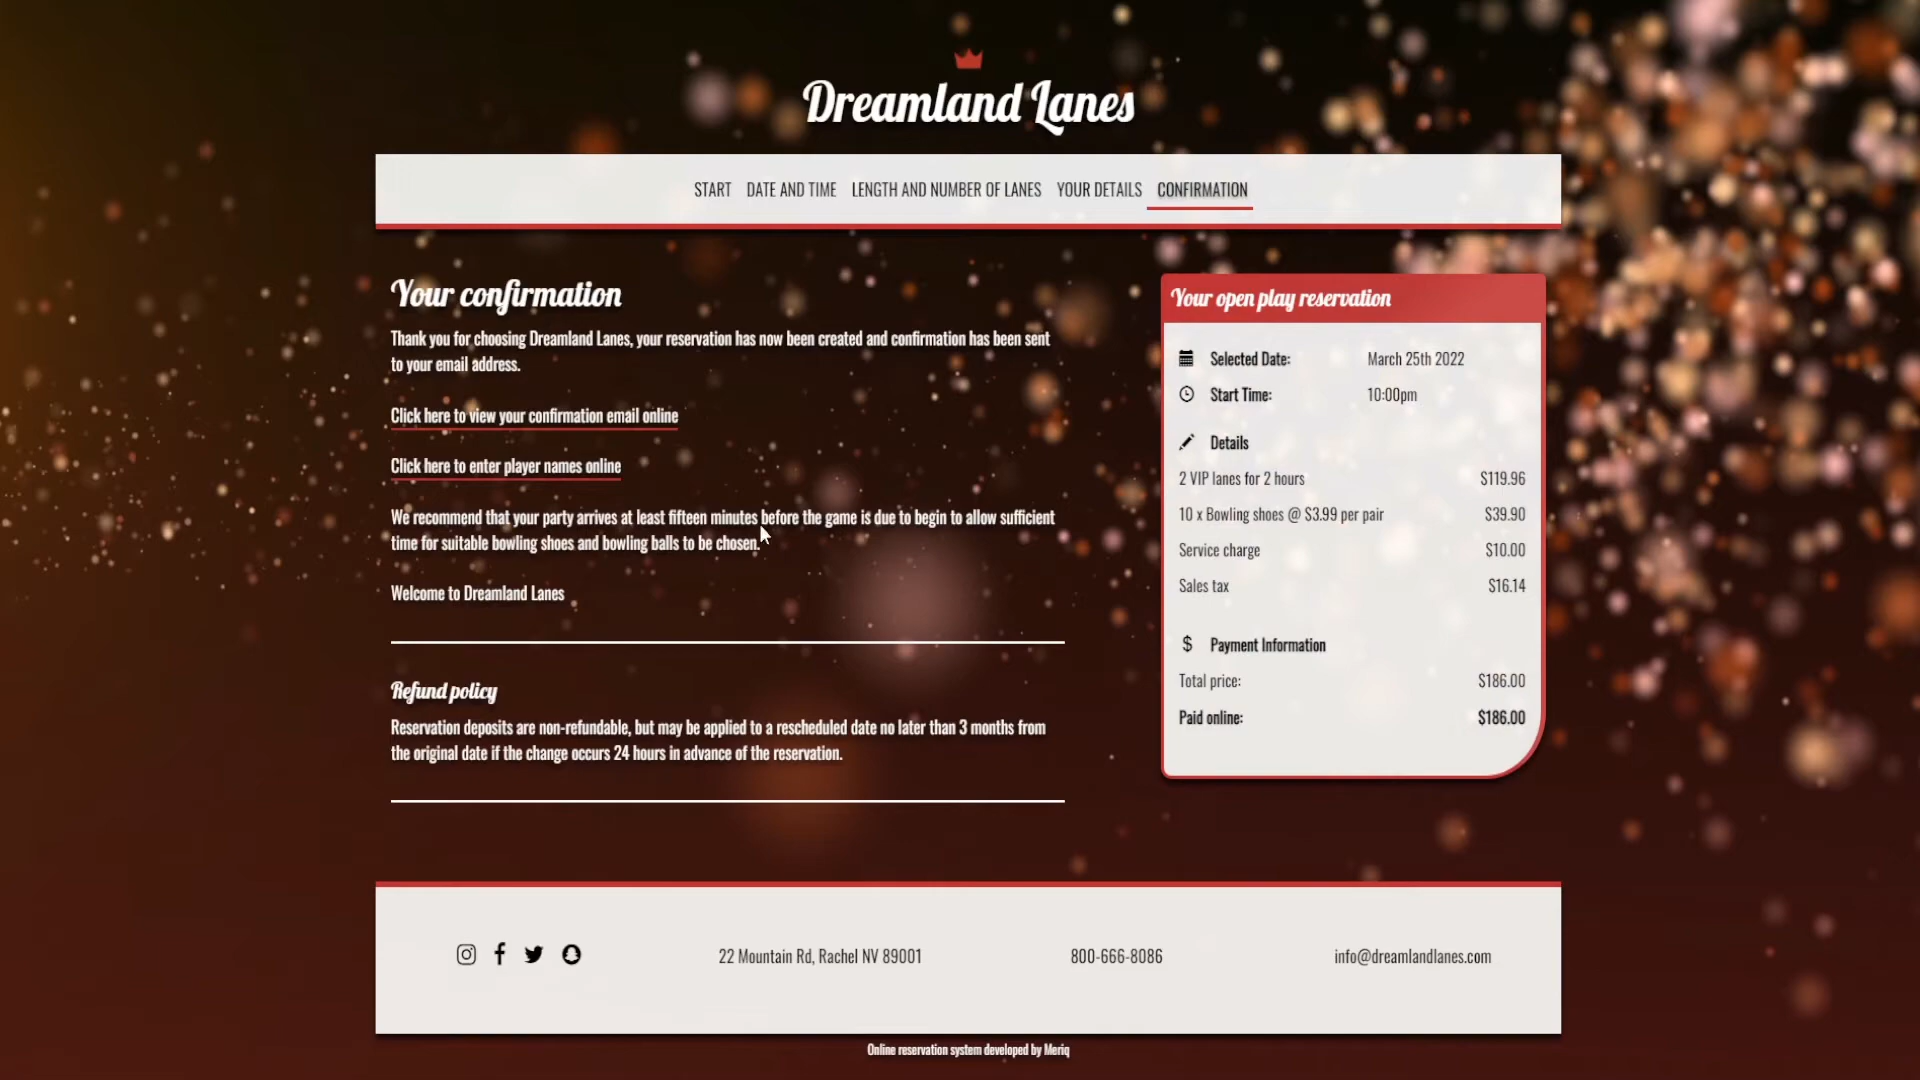 Dreamland Lanes
START DATE AND TIME LENGTH AND NUMBER OF LANES YOUR DETAILS CONFIRMATION
Your confirmation
Thank you for choosing Dreamland Lanes, your reservation has now been created and confirmation has been sent
to your email address.
Click here to view your confirmation email online
Click here to enter player names online
We recommend that your party arrives at least fifteen minutes before the game is due to begin to allow sufficient
time for suitable bowling shoes and bowling balls to be chosen.
Welcome to Dreamland Lanes
Refund policy
Reservation deposits are non-refundable, but may be applied to a rescheduled date no later than 3 months from
the original date if the change occurs 24 hours in advance of the reservation.
Your open play reservation
Selected Date: March 25th 2022
Start Time: 10:00pm
Details
2 VIP lanes for 2 hours $119.96
10 x Bowling shoes @ $3.99 per pair $39.90
Service charge $10.00
Sales tax $16.14
$ Payment Information
Total price: $186.00
Paid online: $186.00
22 Mountain Rd, Rachel NV 89001 800-666-8086 info@dreamlandlanes.com
Online reservation system developed by Meriq